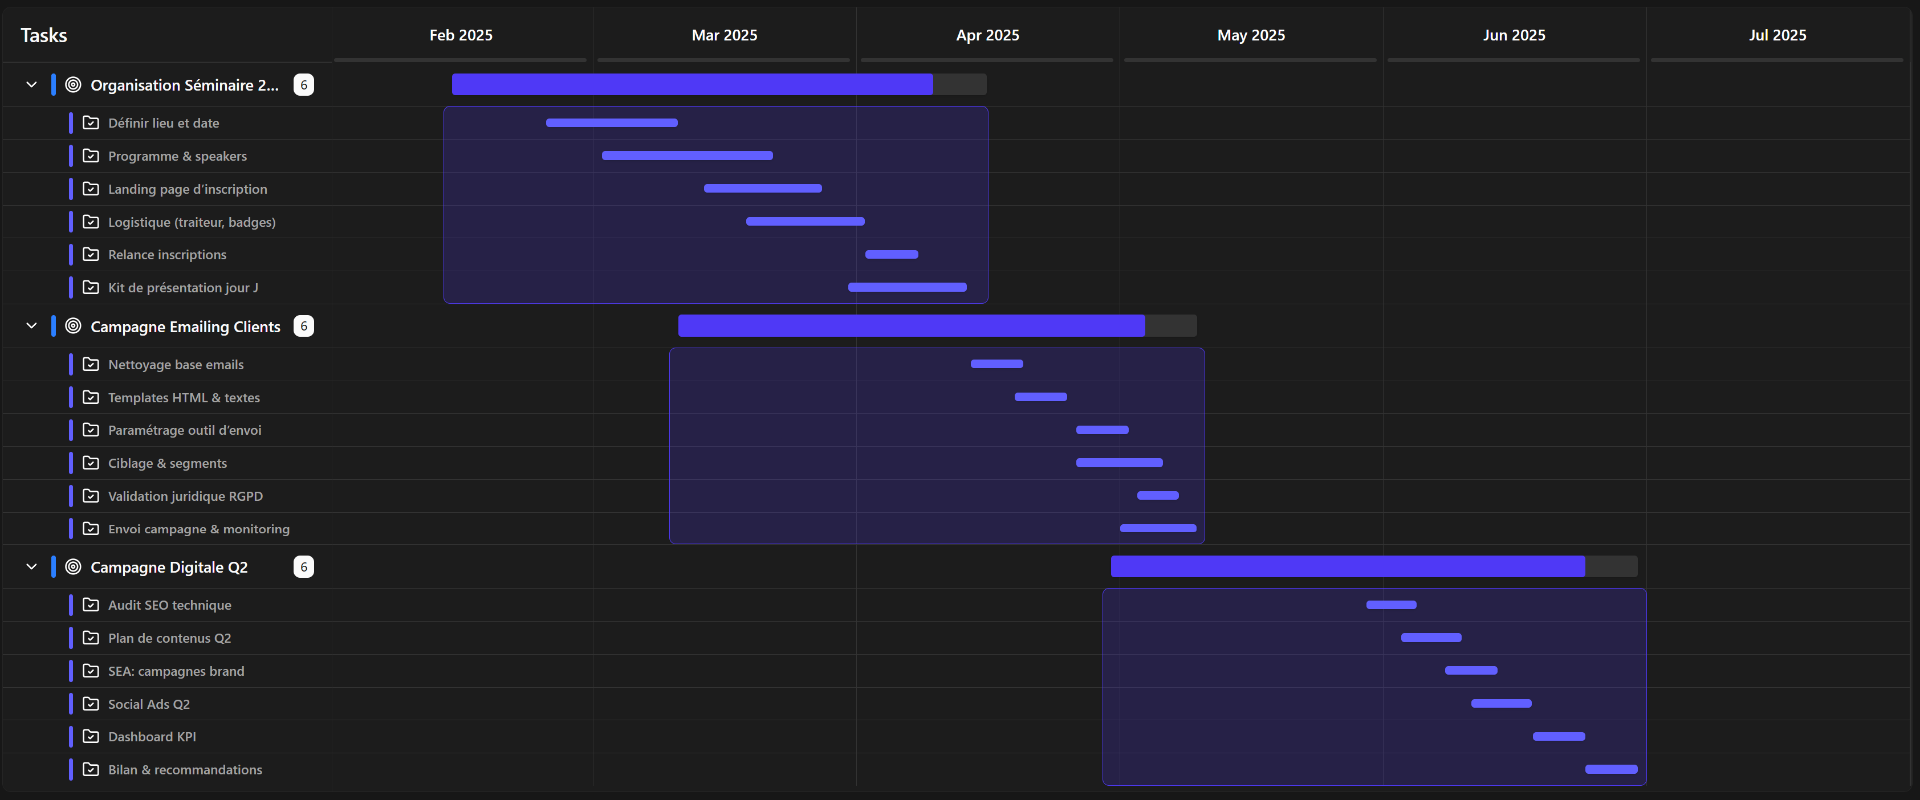 Tasks
Feb 2025
Mar 2025
Apr 2025
May 2025
Jun 2025
Jul 2025
Organisation Séminaire 2... 6
Définir lieu et date
Programme & speakers
Landing page d'inscription
Logistique (traiteur, badges)
Relance inscriptions
Kit de présentation jour J
Campagne Emailing Clients 6
Nettoyage base emails
Templates HTML & textes
Paramétrage outil d'envoi
Ciblage & segments
Validation juridique RGPD
Envoi campagne & monitoring
Campagne Digitale Q2 6
Audit SEO technique
Plan de contenus Q2
SEA: campagnes brand
Social Ads Q2
Dashboard KPI
Bilan & recommandations